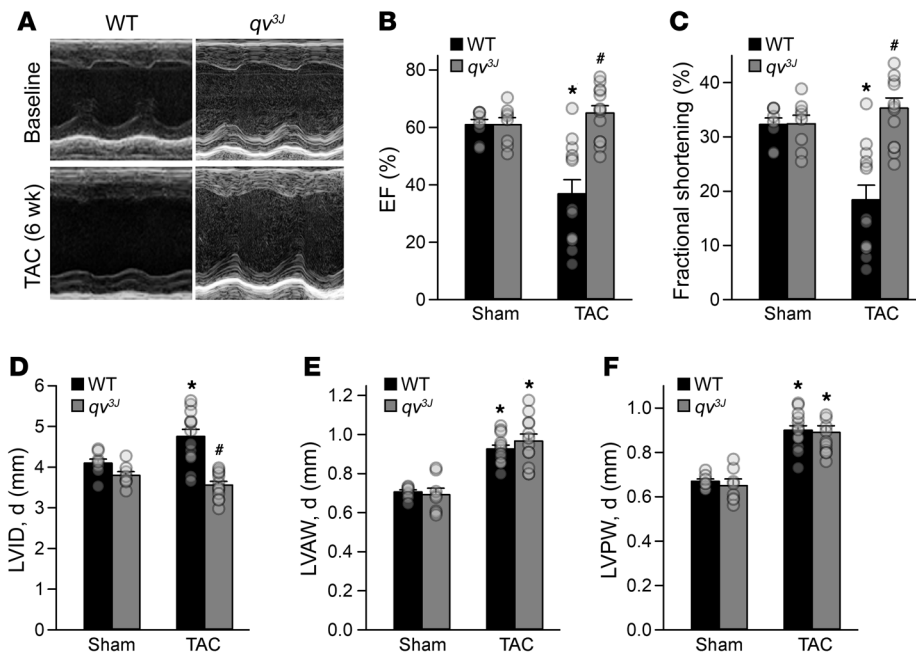 A
WT
qv3J
Baseline
TAC (6 wk)
B
WT
qv3J
EF (%)
80
60
40
20
0
*
#
Sham
TAC
C
WT
qv3J
Fractional shortening (%)
40
30
20
10
0
*
#
Sham
TAC
D
WT
qv3J
LVID, d (mm)
6
5
4
3
2
1
0
*
#
Sham
TAC
E
WT
qv3J
LVAW, d (mm)
1.2
1.0
0.8
0.6
0.4
0.2
0.0
*
*
Sham
TAC
F
WT
qv3J
LVPW, d (mm)
1.0
0.8
0.6
0.4
0.2
0.0
*
*
Sham
TAC